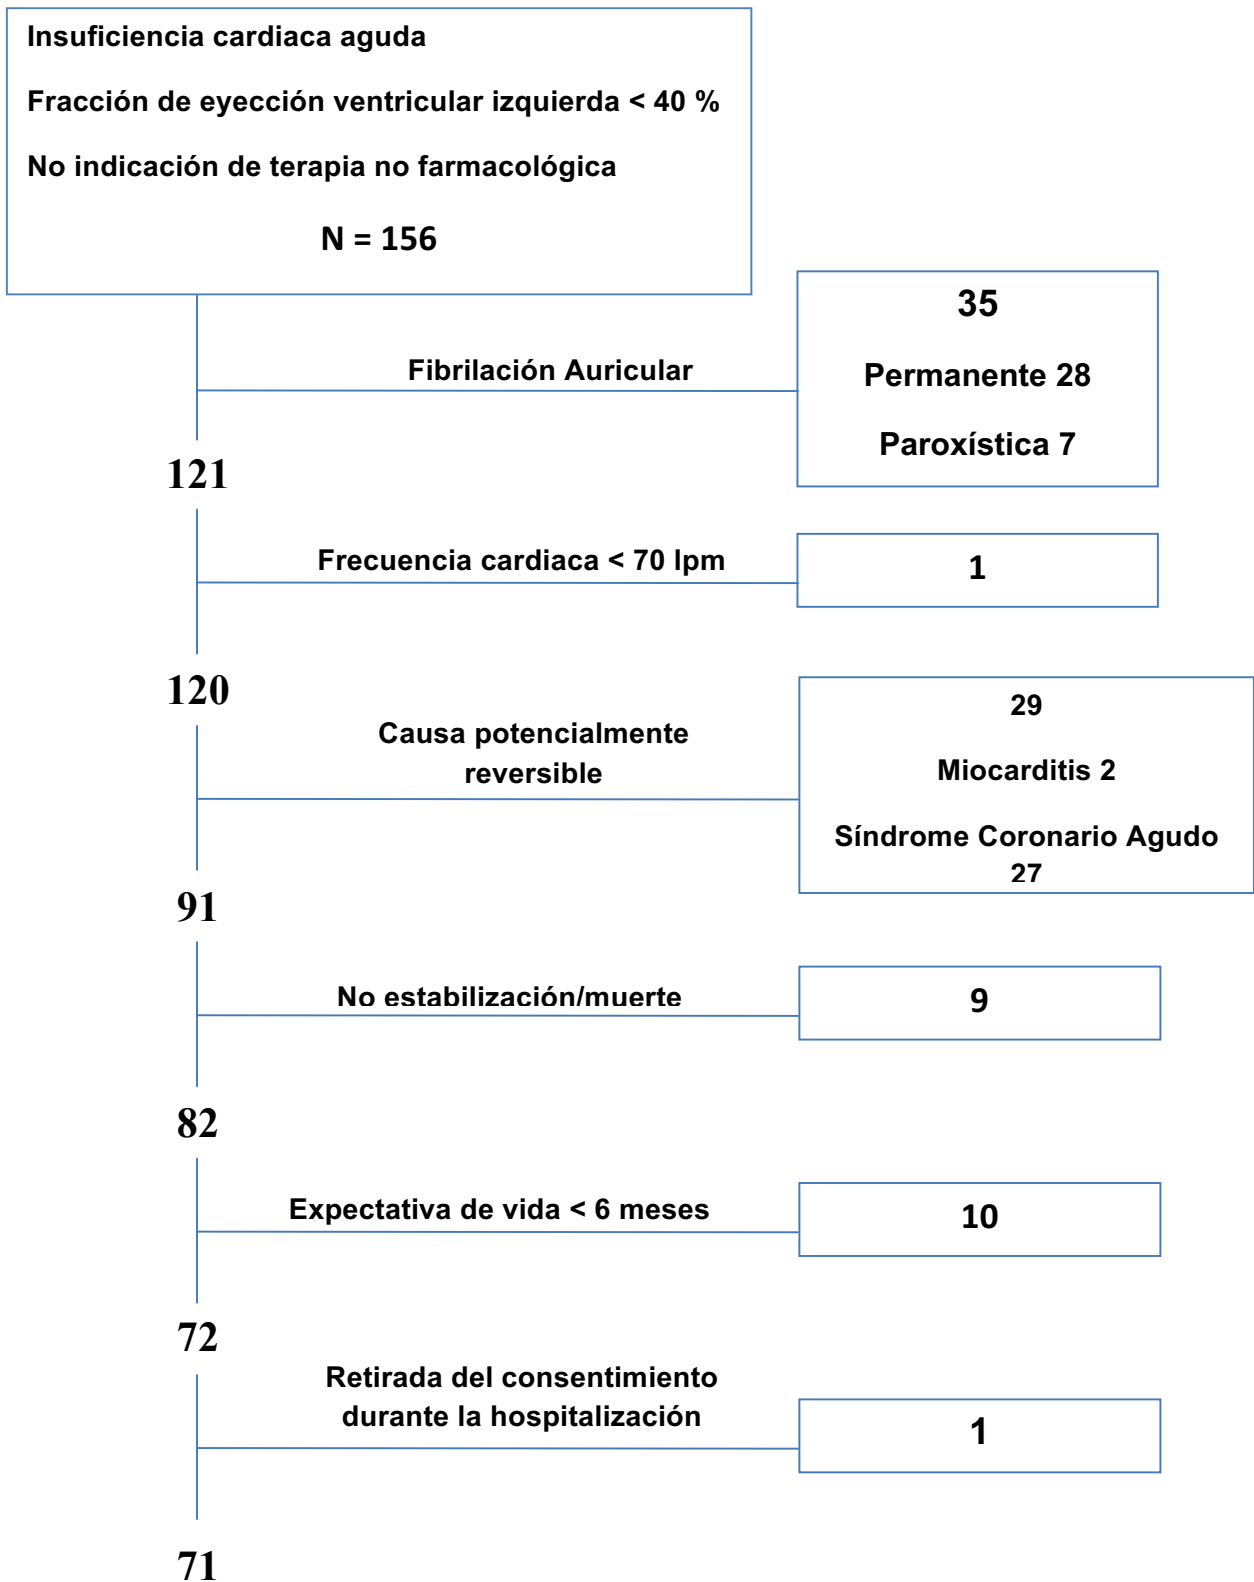 Insuficiencia cardiaca aguda
Fracción de eyección ventricular izquierda < 40 %
No indicación de terapia no farmacológica
N = 156
Fibrilación Auricular
35
Permanente 28
Paroxística 7
121
Frecuencia cardiaca < 70 lpm
1
120
Causa potencialmente
reversible
29
Miocarditis 2
Síndrome Coronario Agudo
27
91
No estabilización/muerte
9
82
Expectativa de vida < 6 meses
10
72
Retirada del consentimiento
durante la hospitalización
1
71